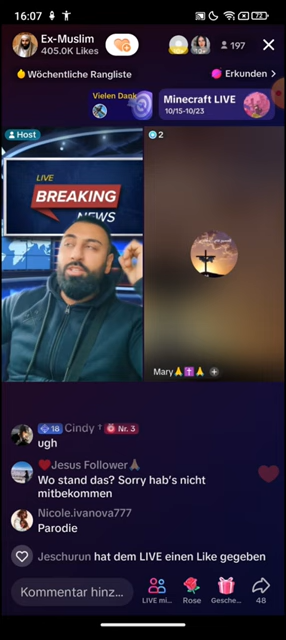 16:07
72
Ex-Muslim
405.0K Likes
197
Wöchentliche Rangliste
Erkunden >
Vielen Dank
Minecraft LIVE
10/15-10/23
Host
2
LIVE
BREAKING
NEWS
Mary🙏✝️🙏
18 Cindy † Nr. 3
ugh
❤️Jesus Follower🙏🏽
Wo stand das? Sorry hab's nicht
mitbekommen
Nicole.ivanova777
Parodie
Jeschurun hat dem LIVE einen Like gegeben
Kommentar hinz...
LIVE mi...
Rose
Gesche...
48